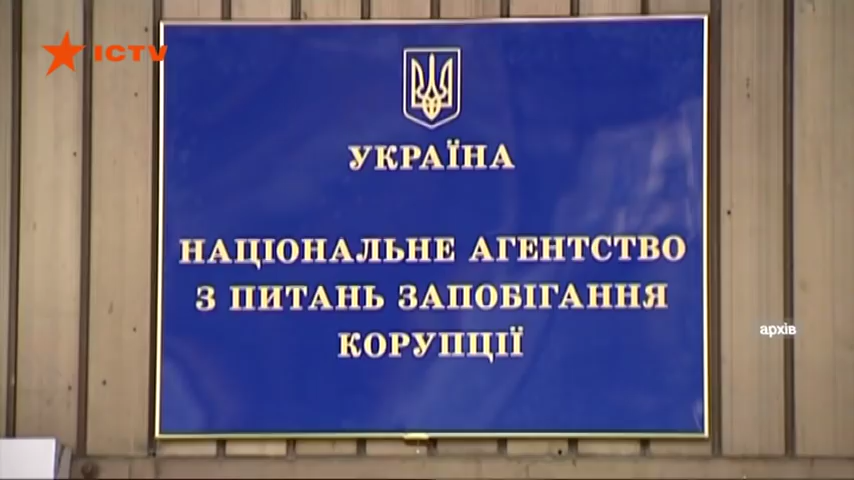 ICTV
УКРАЇНА
НАЦІОНАЛЬНЕ АГЕНТСТВО
З ПИТАНЬ ЗАПОБІГАННЯ
КОРУПЦІЇ
архів